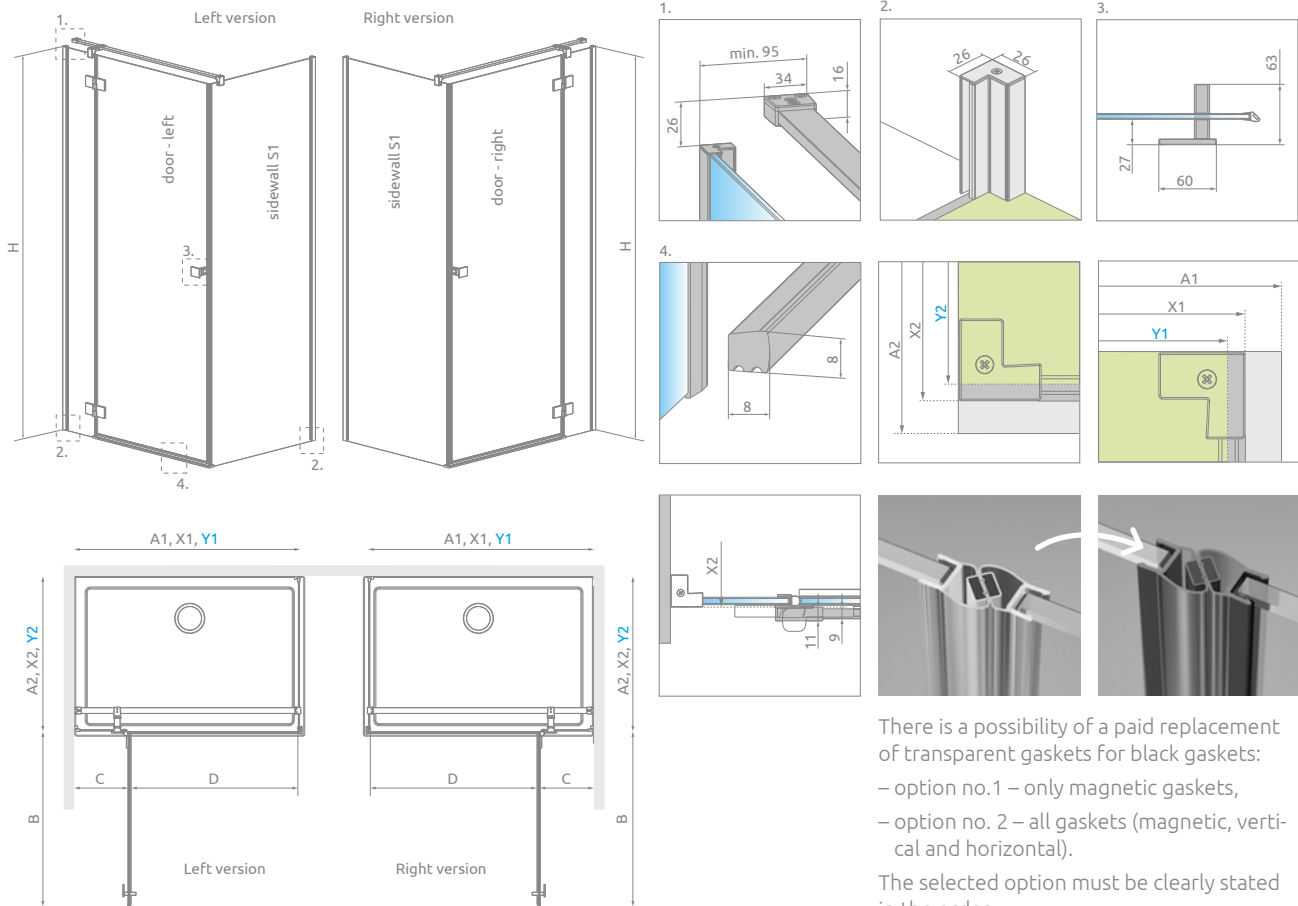 Left version
Right version
1.
door - left
sidewall S1
H
3.
2.
4.
2.
sidewall S1
door - right
H
1.
min. 95
34
16
26
2.
26
26
3.
63
27
60
4.
8
8
A2
X2
Y2
A1
X1
Y1
A1, X1, Y1
A2, X2, Y2
C
D
B
Left version
A1, X1, Y1
A2, X2, Y2
D
C
B
Right version
X2
11
9
There is a possibility of a paid replacement
of transparent gaskets for black gaskets:
– option no.1 – only magnetic gaskets,
– option no. 2 – all gaskets (magnetic, verti-
cal and horizontal).
The selected option must be clearly stated